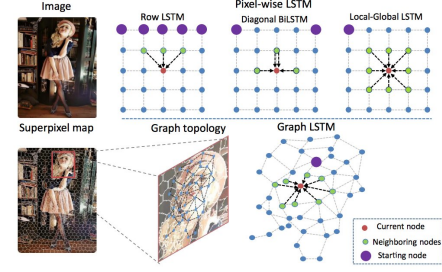 Image
Pixel-wise LSTM
Row LSTM
Diagonal BiLSTM
Local-Global LSTM
Superpixel map
Graph topology
Graph LSTM
Current node
Neighboring nodes
Starting node